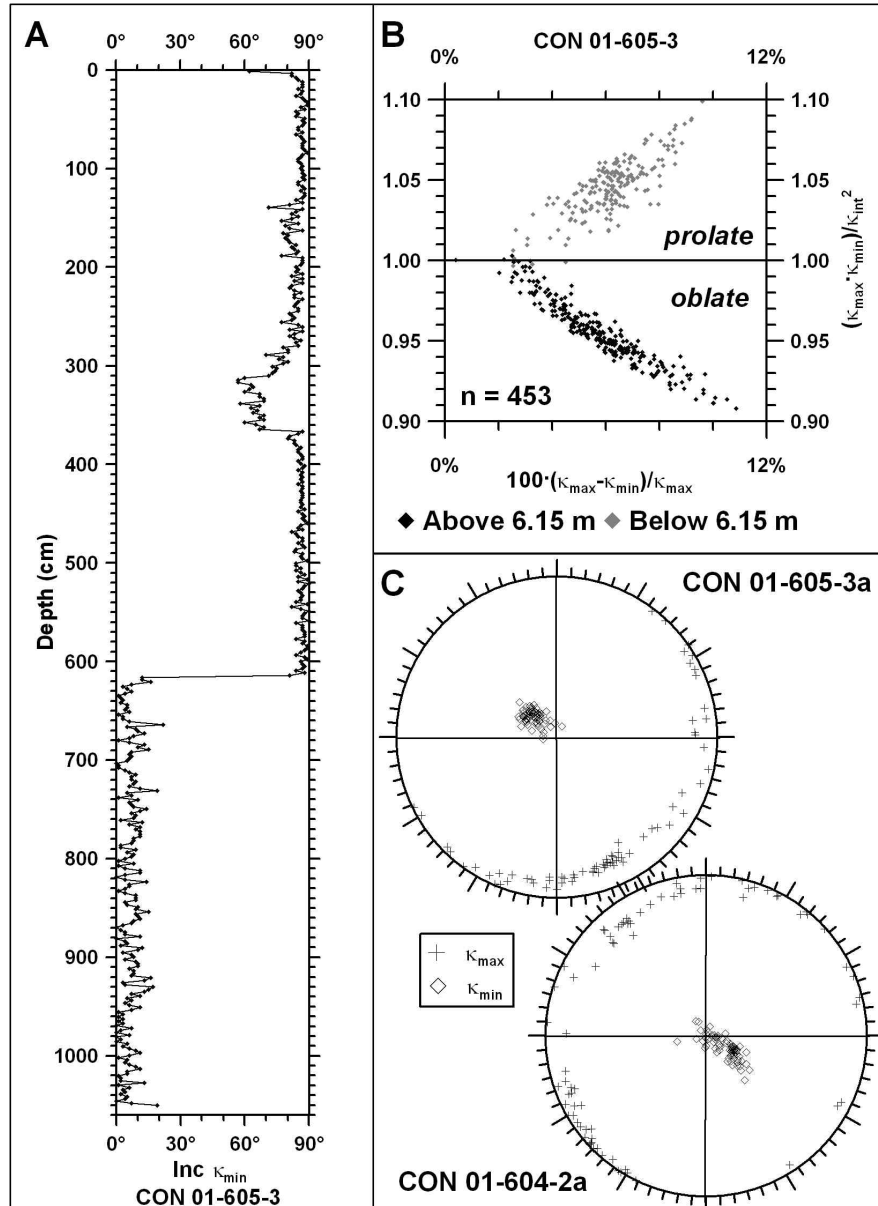 A
0° 30° 60° 90°
0
100
200
300
400
500
600
700
800
900
1000
Depth (cm)
0° 30° 60° 90°
Inc κmin
CON 01-605-3
B
CON 01-605-3
0% 12%
1.10 1.10
1.05 1.05
1.00 1.00
0.95 0.95
0.90 0.90
prolate
oblate
(κmax·κmin)/κint²
n = 453
0% 12%
100·(κmax-κmin)/κmax
◆ Above 6.15 m ◆ Below 6.15 m
C
CON 01-605-3a
+ κmax
◇ κmin
CON 01-604-2a